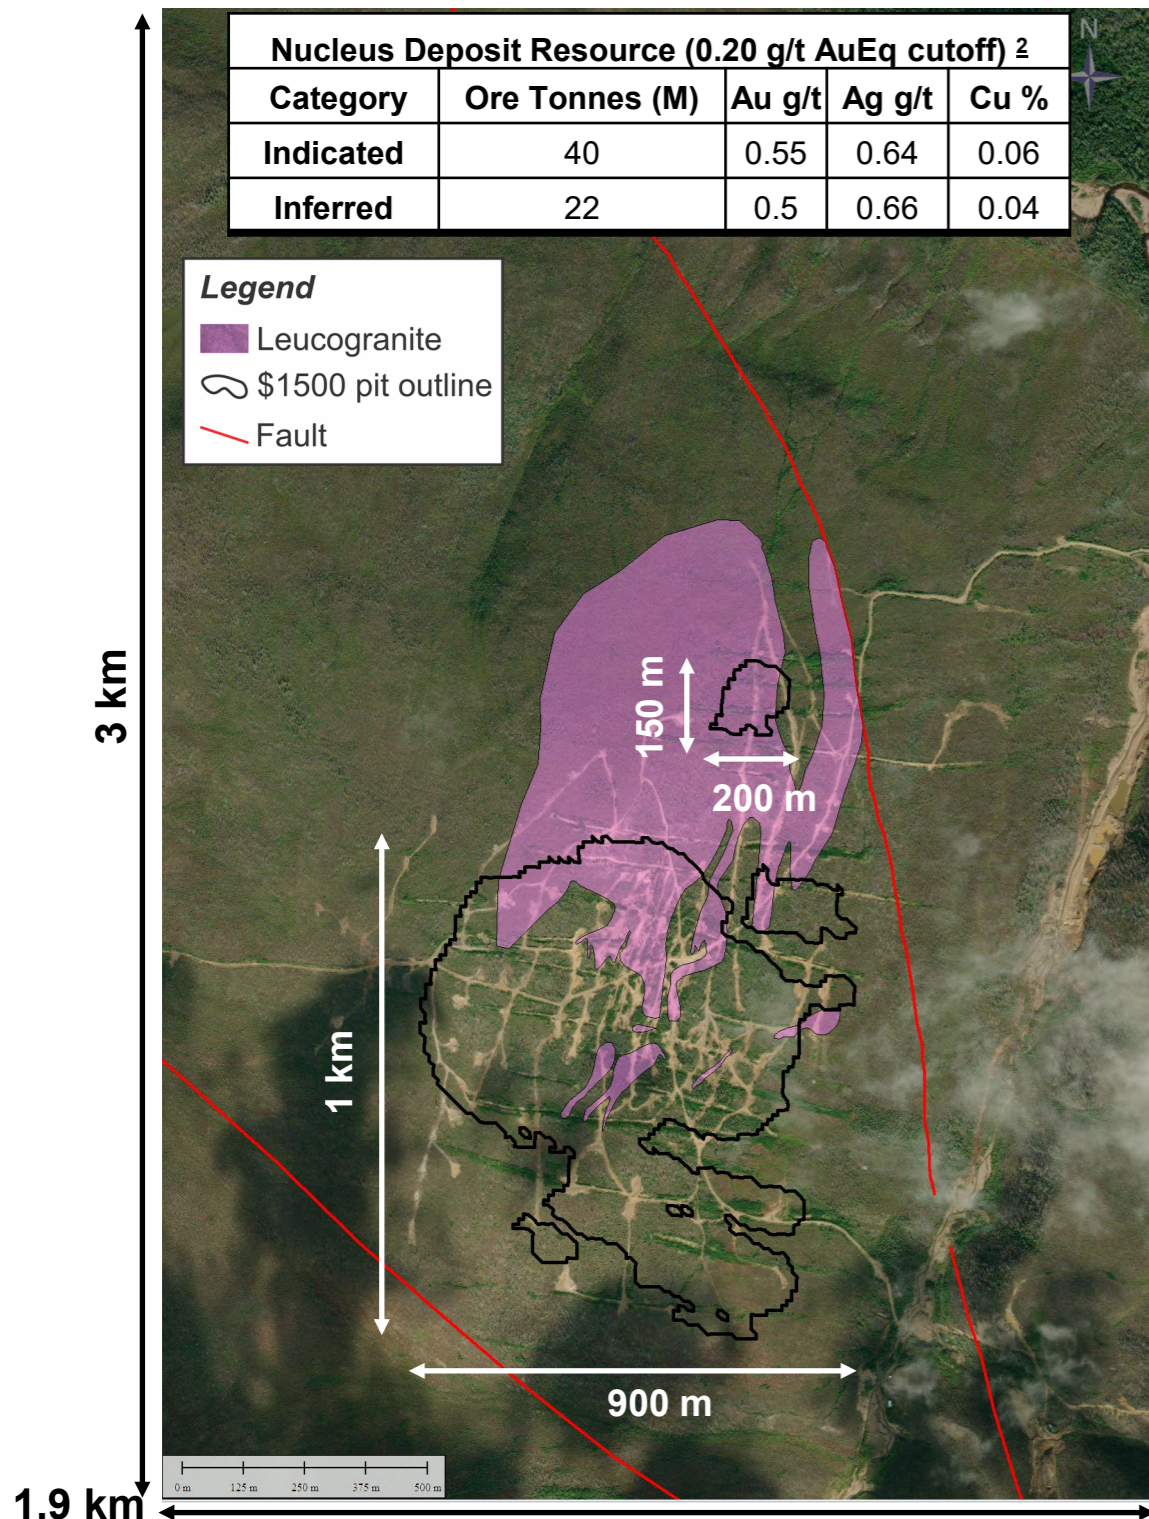 Nucleus Deposit Resource (0.20 g/t AuEq cutoff) 2
Category Ore Tonnes (M) Au g/t Ag g/t Cu %
Indicated 40 0.55 0.64 0.06
Inferred 22 0.5 0.66 0.04
N
Legend
Leucogranite
$1500 pit outline
Fault
3 km
150 m
200 m
1 km
900 m
0 m 125 m 250 m 375 m 500 m
1.9 km